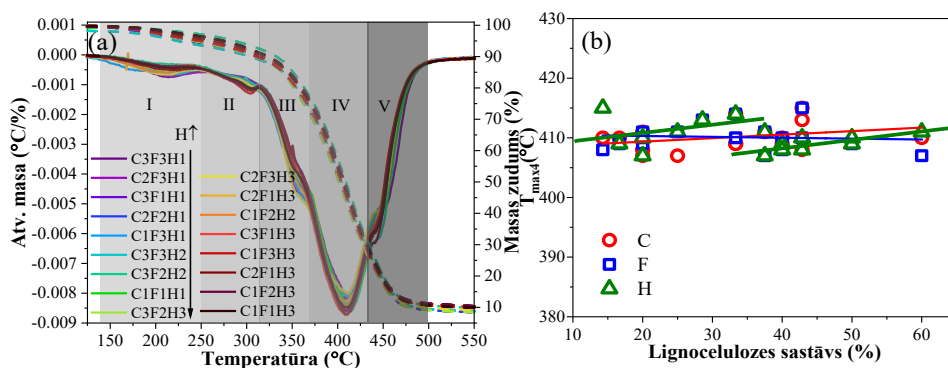 (a)
0.001
0.000
-0.001
-0.002
-0.003
-0.004
-0.005
-0.006
-0.007
-0.008
-0.009
Atv. masa (°C/%)
I
II
III
IV
V
H↑
C3F3H1
C2F3H1
C3F1H1
C2F2H1
C1F3H1
C3F3H2
C3F2H2
C1F1H1
C3F2H3
C2F3H3
C2F1H3
C1F2H2
C3F1H3
C1F3H3
C2F1H3
C1F2H3
C1F1H3
100
90
80
70
60
50
40
30
20
10
Masas zudums (%)
150 200 250 300 350 400 450 500 550
Temperatūra (°C)
(b)
430
420
410
400
390
380
Tmax4(°C)
C
F
H
10 20 30 40 50 60
Lignocelulozes sastāvs (%)